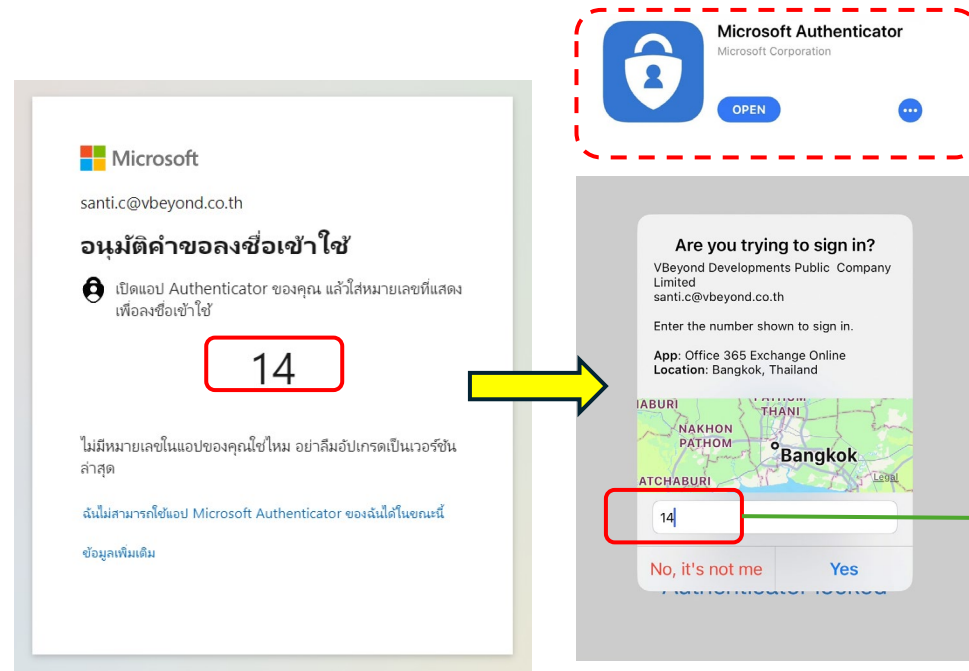 Microsoft Authenticator
Microsoft Corporation
OPEN
Microsoft
santi.c@vbeyond.co.th
อนุมัติคำขอลงชื่อเข้าใช้
เปิดแอป Authenticator ของคุณ แล้วใส่หมายเลขที่แสดง
เพื่อลงชื่อเข้าใช้
14
ไม่มีหมายเลขในแอปของคุณใช่ไหม อย่าลืมอัปเกรดเป็นเวอร์ชัน
ล่าสุด
ฉันไม่สามารถใช้แอป Microsoft Authenticator ของฉันได้ในขณะนี้
ข้อมูลเพิ่มเติม
Are you trying to sign in?
VBeyond Developments Public Company
Limited
santi.c@vbeyond.co.th
Enter the number shown to sign in.
App: Office 365 Exchange Online
Location: Bangkok, Thailand
PATHUM
THANI
NABURI
NAKHON
PATHOM
Bangkok
ATCHABURI
Legal
14
No, it's not me
Yes
Authenticator locked